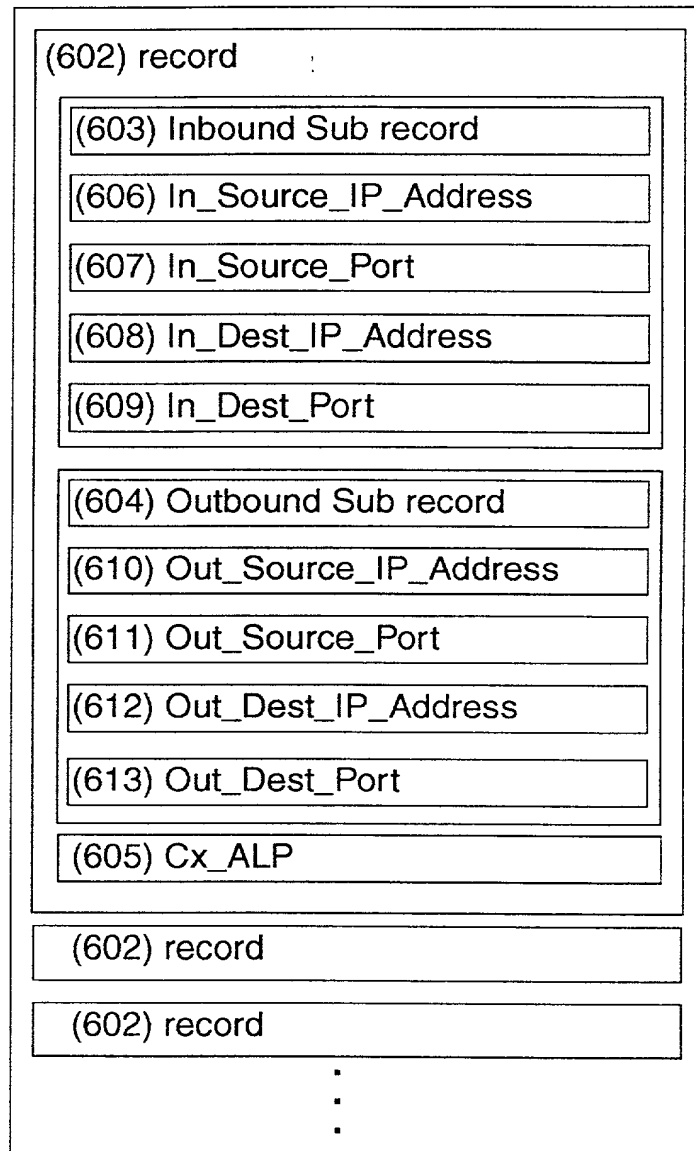 (602) record
(603) Inbound Sub record
(606) In_Source_IP_Address
(607) In_Source_Port
(608) In_Dest_IP_Address
(609) In_Dest_Port
(604) Outbound Sub record
(610) Out_Source_IP_Address
(611) Out_Source_Port
(612) Out_Dest_IP_Address
(613) Out_Dest_Port
(605) Cx_ALP
(602) record
(602) record